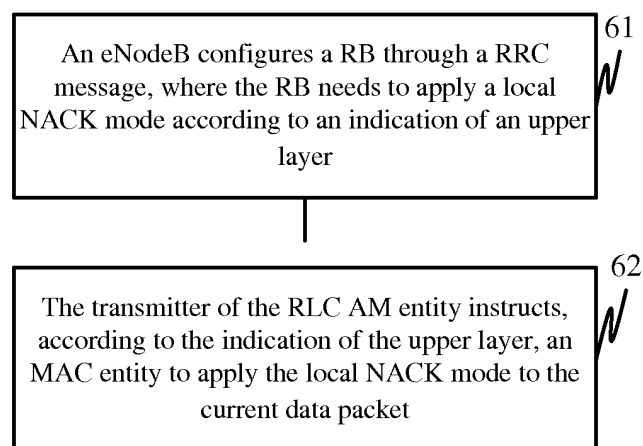 61
An eNodeB configures a RB through a RRC
message, where the RB needs to apply a local
NACK mode according to an indication of an upper
layer
62
The transmitter of the RLC AM entity instructs,
according to the indication of the upper layer, an
MAC entity to apply the local NACK mode to the
current data packet